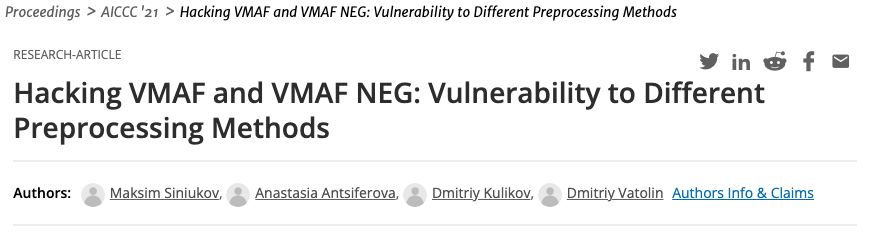 Proceedings > AICCC '21 > Hacking VMAF and VMAF NEG: Vulnerability to Different Preprocessing Methods
RESEARCH-ARTICLE
Hacking VMAF and VMAF NEG: Vulnerability to Different
Preprocessing Methods
Authors: Maksim Siniukov, Anastasia Antsiferova, Dmitriy Kulikov, Dmitriy Vatolin Authors Info & Claims